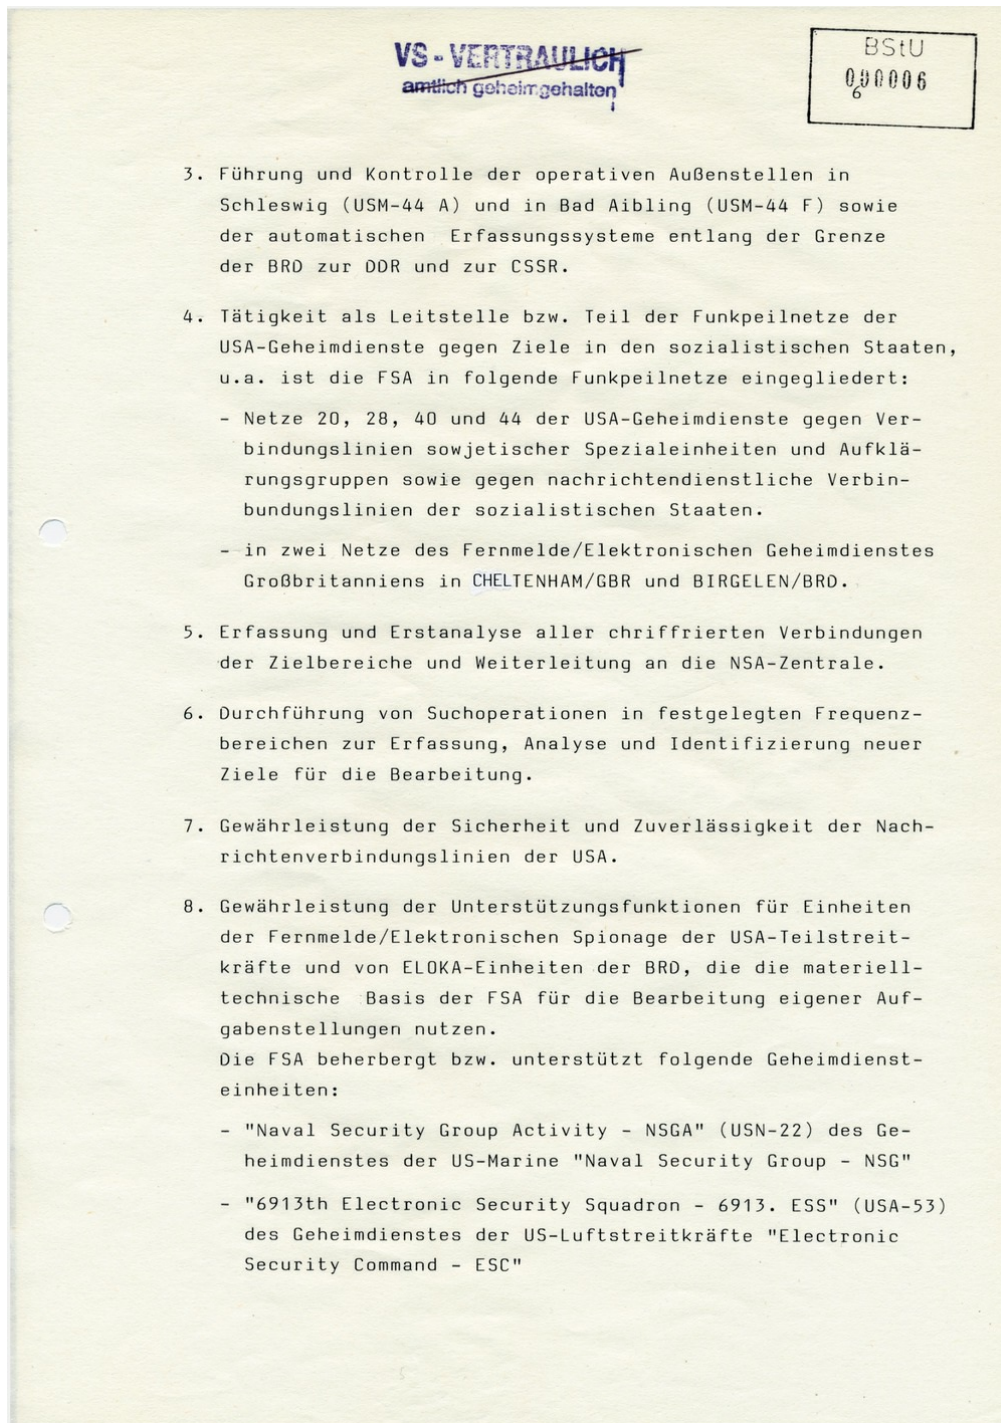 VS-VERTRAULICH
amtlich geheimgehalten
BStU
000006
6
3. Führung und Kontrolle der operativen Außenstellen in
Schleswig (USM-44 A) und in Bad Aibling (USM-44 F) sowie
der automatischen Erfassungssysteme entlang der Grenze
der BRD zur DDR und zur CSSR.
4. Tätigkeit als Leitstelle bzw. Teil der Funkpeilnetze der
USA-Geheimdienste gegen Ziele in den sozialistischen Staaten,
u.a. ist die FSA in folgende Funkpeilnetze eingegliedert:
- Netze 20, 28, 40 und 44 der USA-Geheimdienste gegen Ver-
bindungslinien sowjetischer Spezialeinheiten und Aufklä-
rungsgruppen sowie gegen nachrichtendienstliche Verbin-
bundungslinien der sozialistischen Staaten.
- in zwei Netze des Fernmelde/Elektronischen Geheimdienstes
Großbritanniens in CHELTENHAM/GBR und BIRGELEN/BRD.
5. Erfassung und Erstanalyse aller chriffrierten Verbindungen
der Zielbereiche und Weiterleitung an die NSA-Zentrale.
6. Durchführung von Suchoperationen in festgelegten Frequenz-
bereichen zur Erfassung, Analyse und Identifizierung neuer
Ziele für die Bearbeitung.
7. Gewährleistung der Sicherheit und Zuverlässigkeit der Nach-
richtenverbindungslinien der USA.
8. Gewährleistung der Unterstützungsfunktionen für Einheiten
der Fernmelde/Elektronischen Spionage der USA-Teilstreit-
kräfte und von ELOKA-Einheiten der BRD, die die materiell-
technische Basis der FSA für die Bearbeitung eigener Auf-
gabenstellungen nutzen.
Die FSA beherbergt bzw. unterstützt folgende Geheimdienst-
einheiten:
- "Naval Security Group Activity - NSGA" (USN-22) des Ge-
heimdienstes der US-Marine "Naval Security Group - NSG"
- "6913th Electronic Security Squadron - 6913. ESS" (USA-53)
des Geheimdienstes der US-Luftstreitkräfte "Electronic
Security Command - ESC"